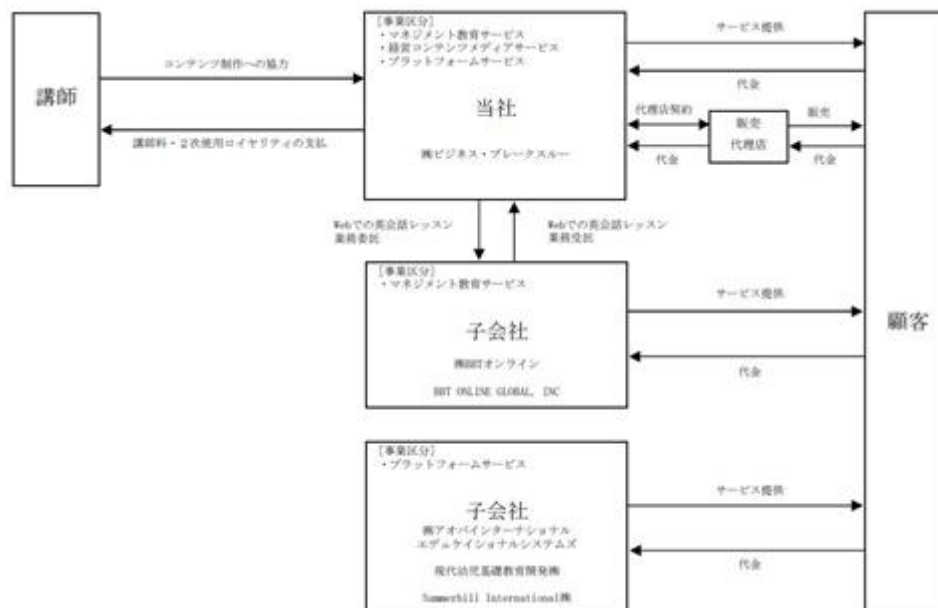 [事業区分]
・マネジメント教育サービス
・経営コンテンツメディアサービス
・プラットフォームサービス
当社
㈱ビジネス・ブレークスルー
講師
コンテンツ制作への協力
講師料・2次使用ロイヤリティの支払
サービス提供
代金
代理店契約
代金
販売
代理店
販売
代金
顧客
Webでの英会話レッスン
業務委託
Webでの英会話レッスン
業務受託
[事業区分]
・マネジメント教育サービス
子会社
㈱BBTオンライン
BBT ONLINE GLOBAL, INC
サービス提供
代金
[事業区分]
・プラットフォームサービス
子会社
㈱アオバインターナショナル
エデュケイショナルシステムズ
現代幼児基礎教育開発㈱
Summerhill International㈱
サービス提供
代金